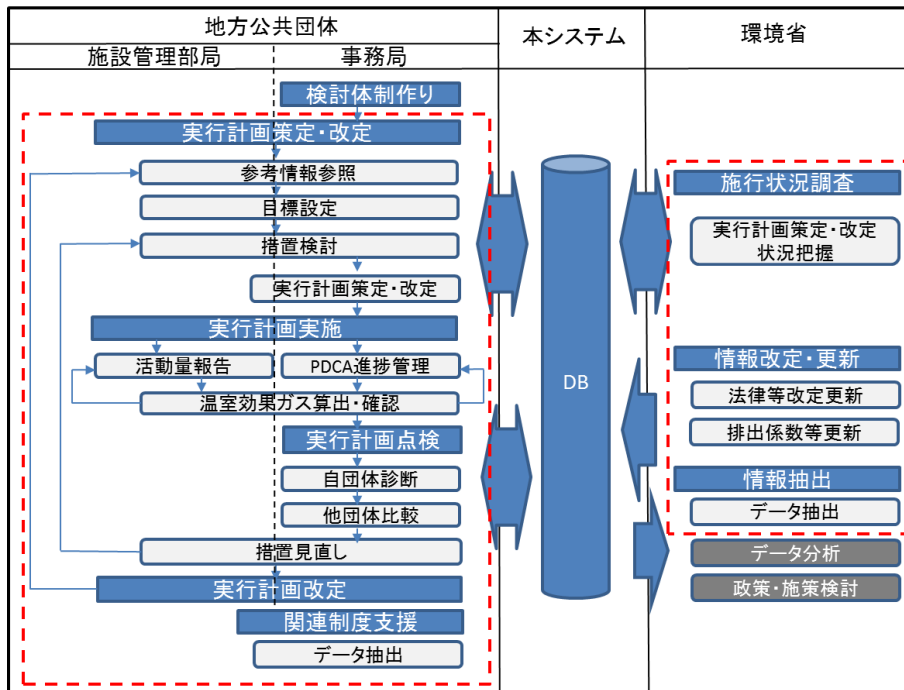 地方公共団体
施設管理部局
事務局
本システム
環境省
検討体制作り
実行計画策定・改定
参考情報参照
目標設定
措置検討
実行計画策定・改定
実行計画実施
活動量報告
PDCA進捗管理
温室効果ガス算出・確認
実行計画点検
自団体診断
他団体比較
措置見直し
実行計画改定
関連制度支援
データ抽出
DB
施行状況調査
実行計画策定・改定
状況把握
情報改定・更新
法律等改定更新
排出係数等更新
情報抽出
データ抽出
データ分析
政策・施策検討